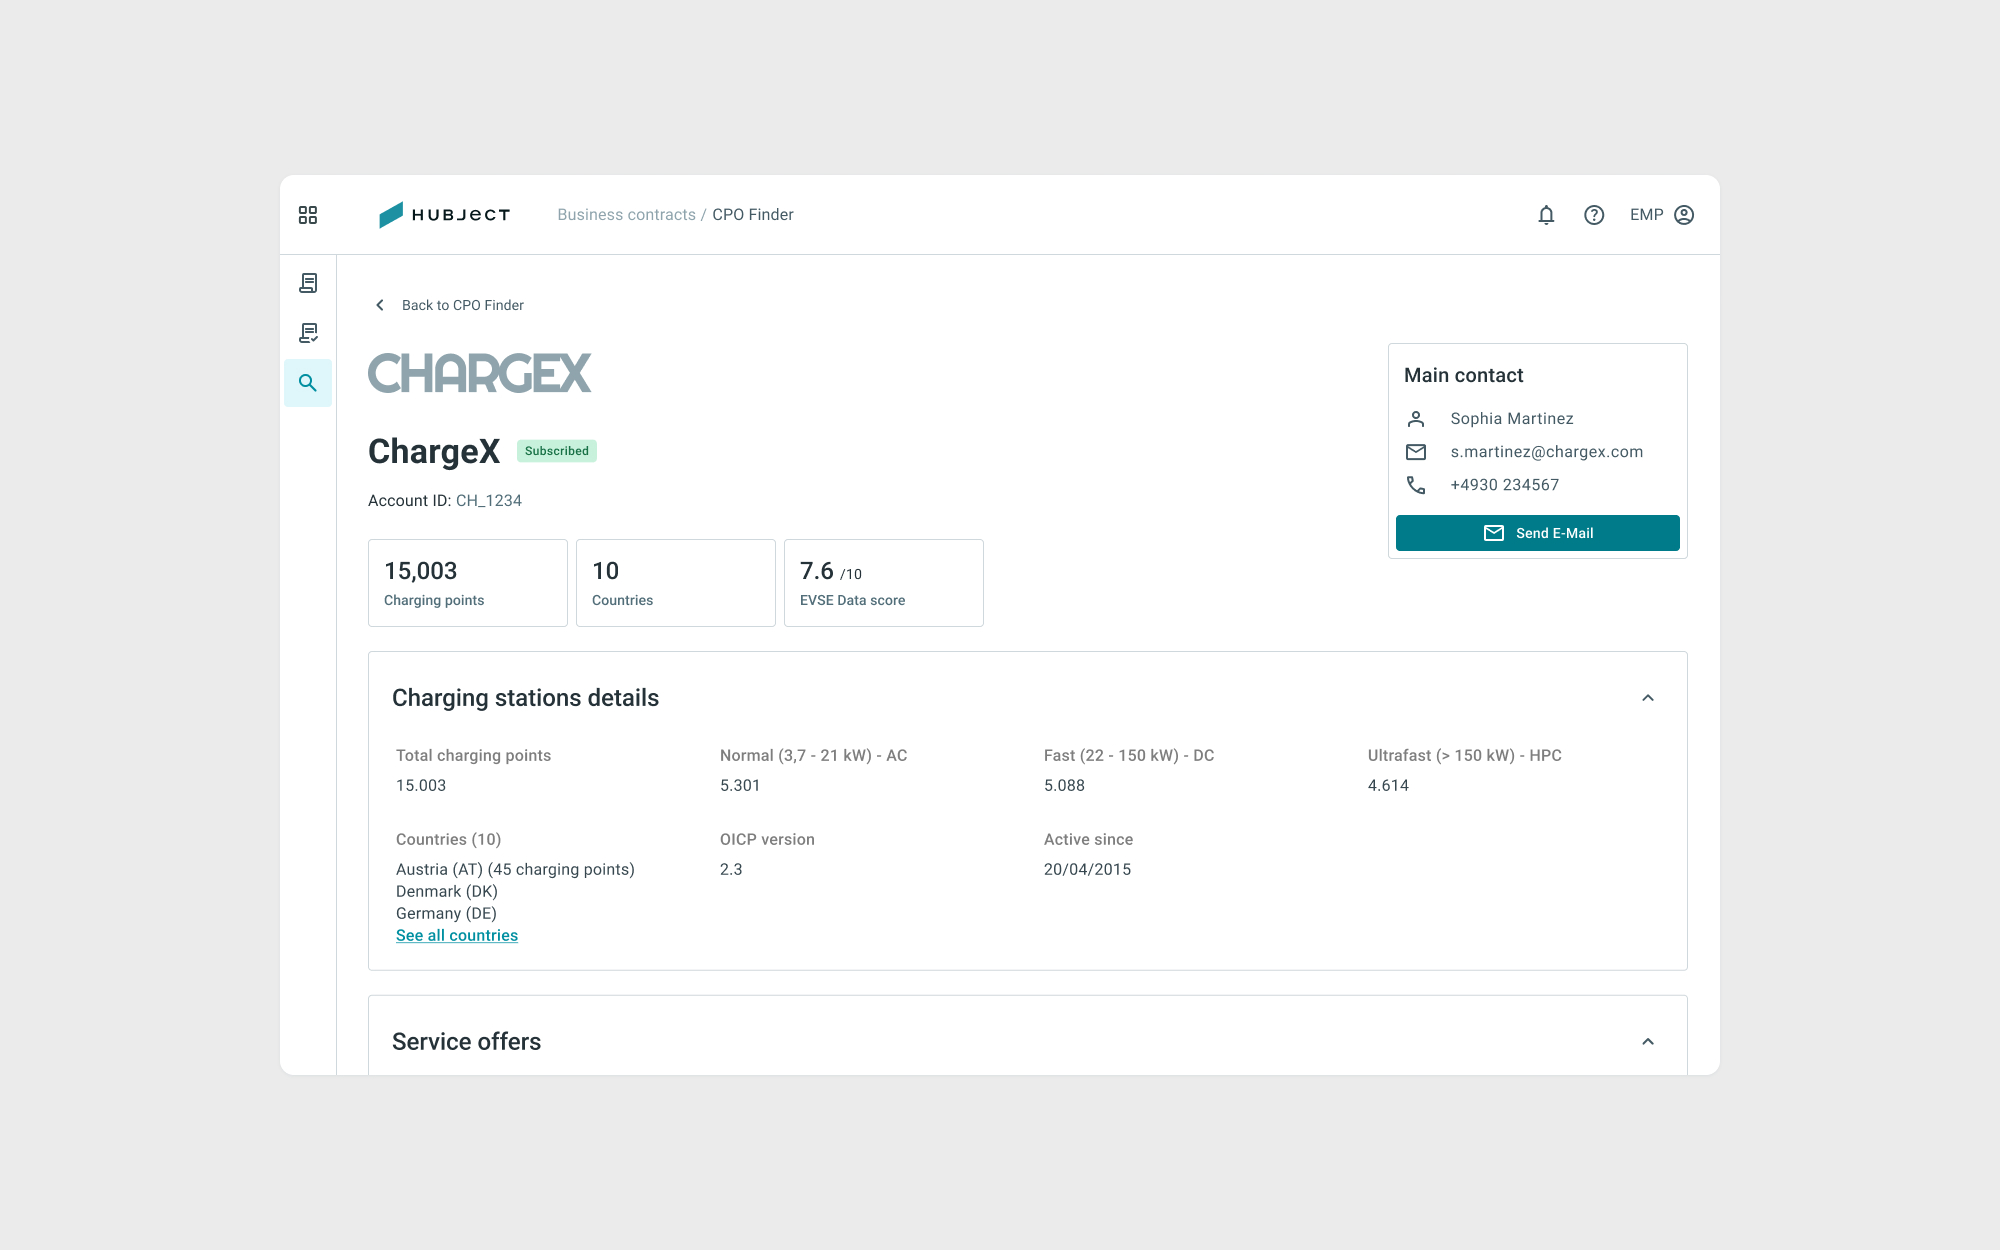 HUBJECT
Business contracts / CPO Finder
EMP
Back to CPO Finder
CHARGEX
ChargeX
Subscribed
Account ID: CH_1234
Main contact
Sophia Martinez
s.martinez@chargex.com
+4930 234567
Send E-Mail
15,003
Charging points
10
Countries
7.6 /10
EVSE Data score
Charging stations details
Total charging points
15.003
Normal (3,7 - 21 kW) - AC
5.301
Fast (22 - 150 kW) - DC
5.088
Ultrafast (> 150 kW) - HPC
4.614
Countries (10)
Austria (AT) (45 charging points)
Denmark (DK)
Germany (DE)
See all countries
OICP version
2.3
Active since
20/04/2015
Service offers